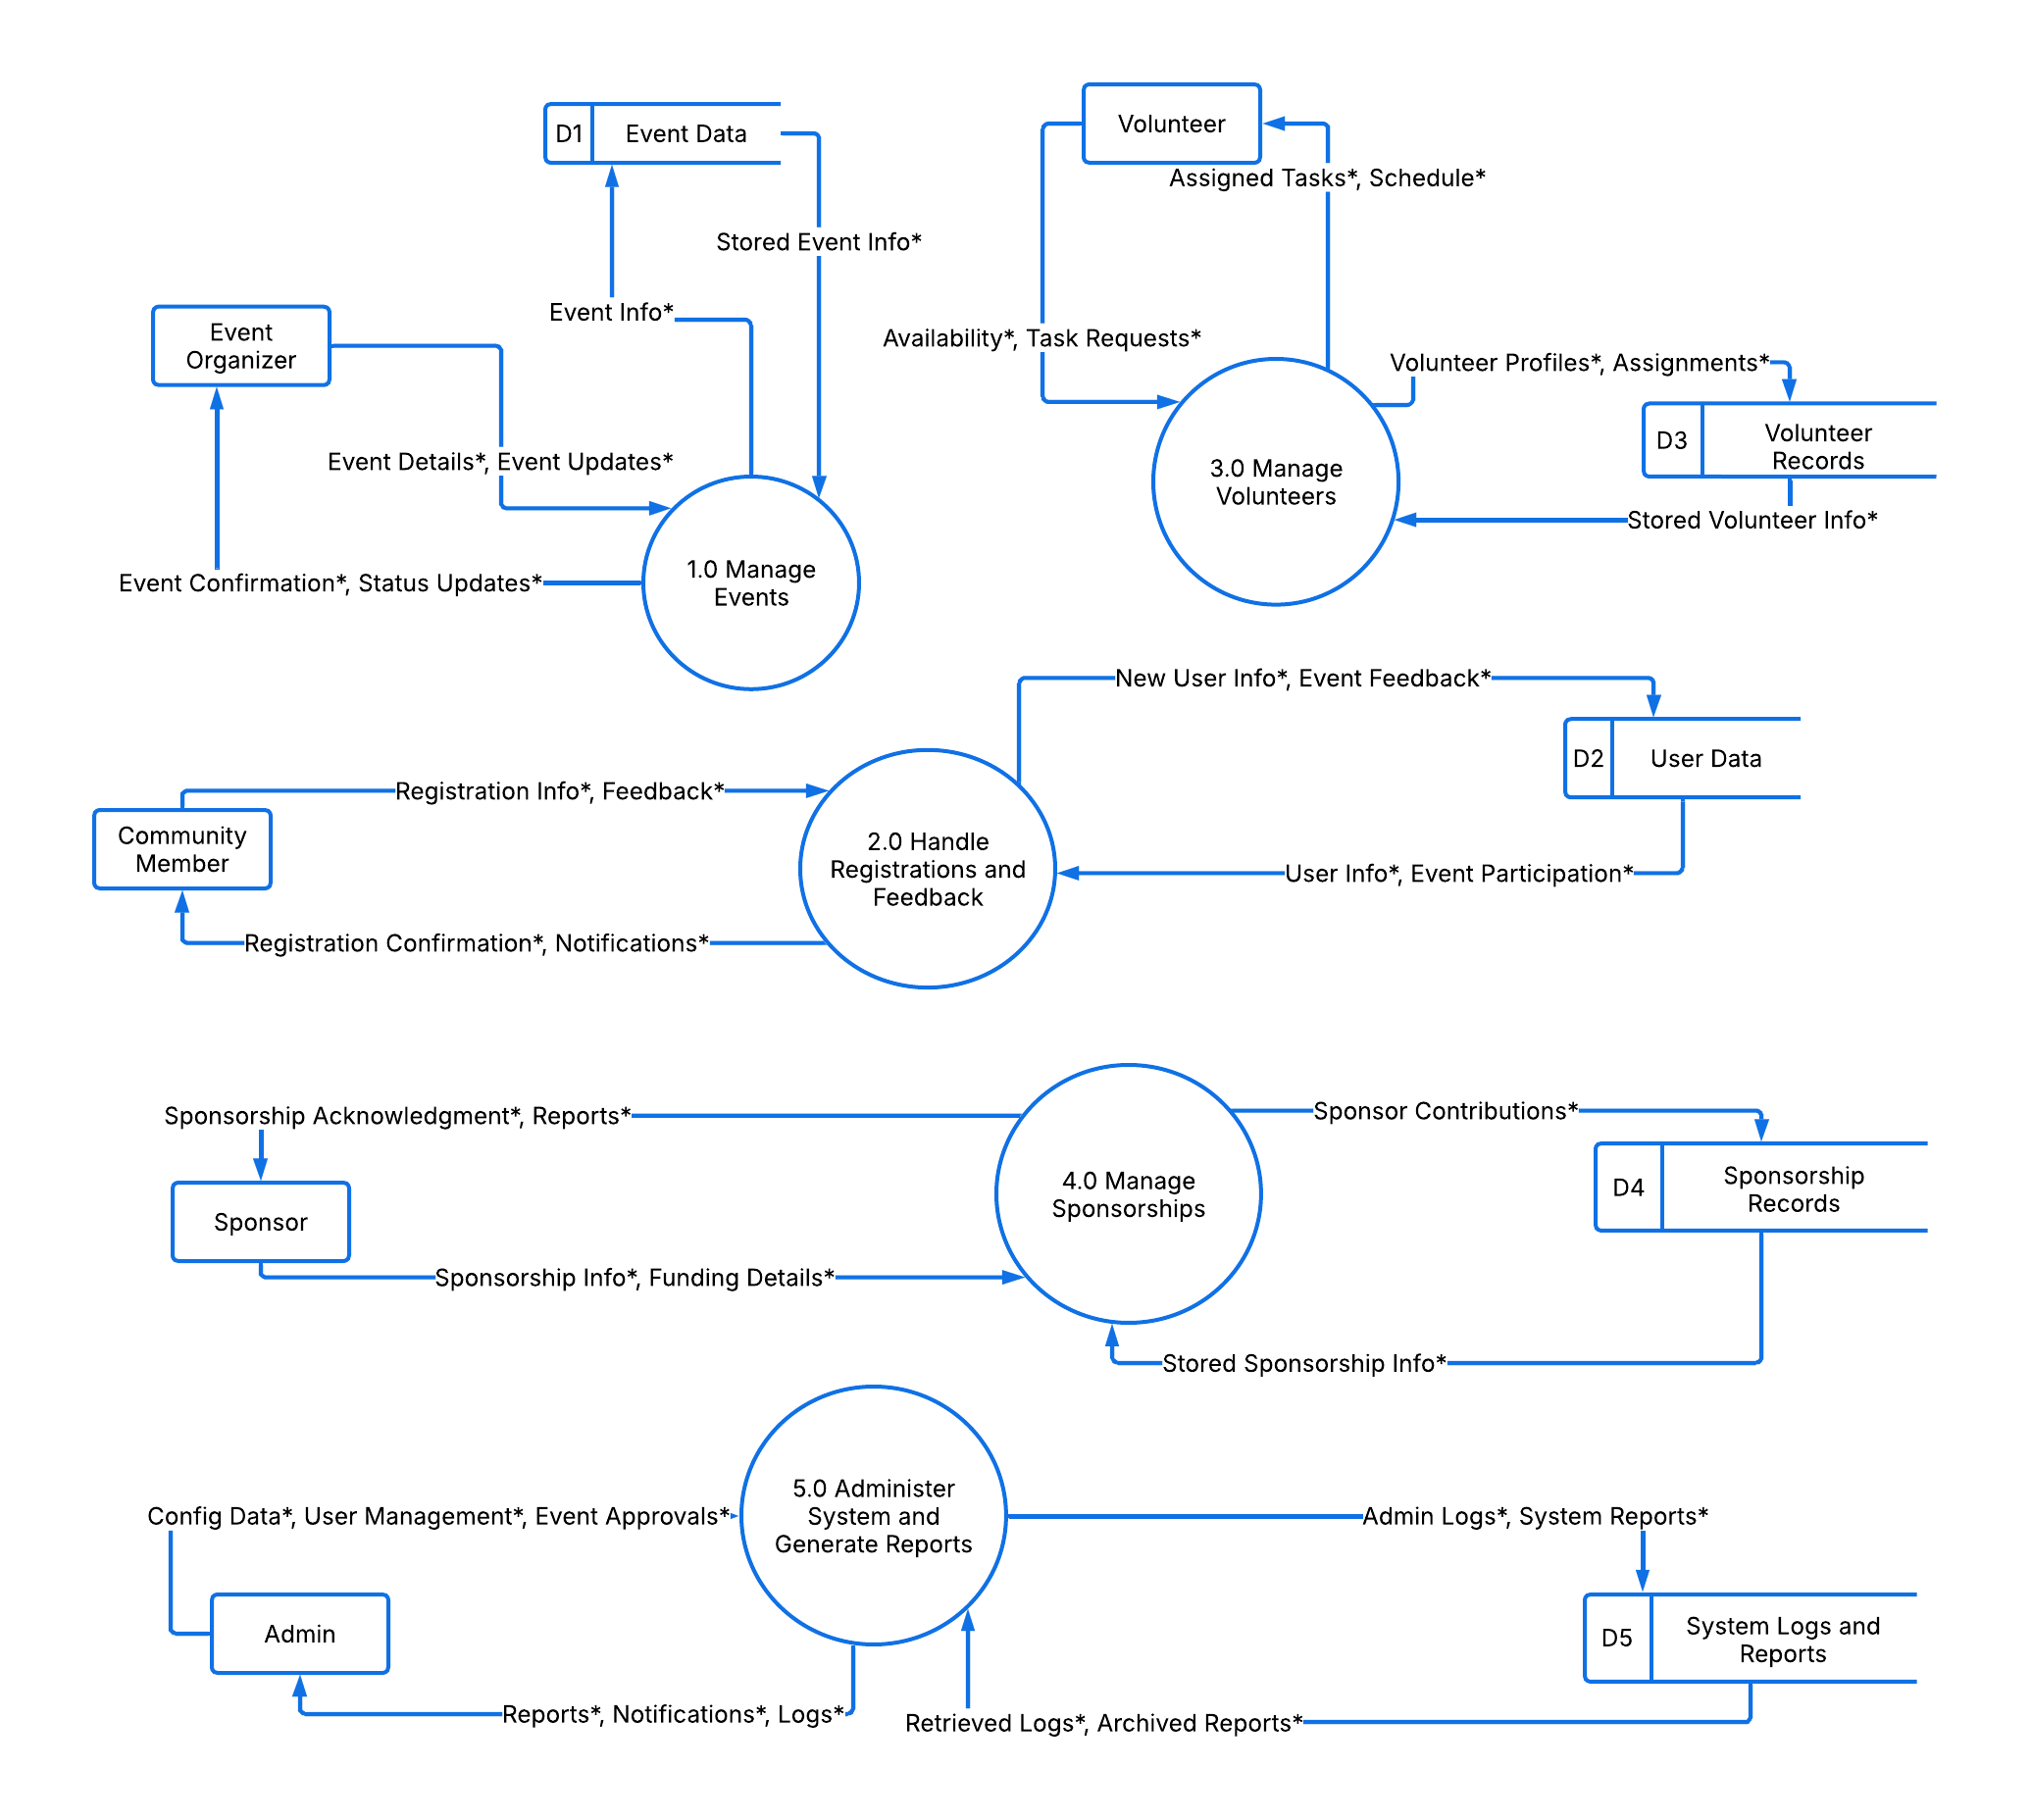 D1
Event Data
Volunteer
Assigned Tasks*, Schedule*
Stored Event Info*
Event Info*
Event
Organizer
Availability*, Task Requests*
Volunteer Profiles*, Assignments*
D3
Volunteer
Records
Event Details*, Event Updates*
3.0 Manage
Volunteers
Stored Volunteer Info*
Event Confirmation*, Status Updates*
1.0 Manage
Events
New User Info*, Event Feedback*
D2
User Data
Registration Info*, Feedback*
Community
Member
2.0 Handle
Registrations and
Feedback
User Info*, Event Participation*
Registration Confirmation*, Notifications*
Sponsorship Acknowledgment*, Reports*
Sponsor Contributions*
4.0 Manage
Sponsorships
D4
Sponsorship
Records
Sponsor
Sponsorship Info*, Funding Details*
Stored Sponsorship Info*
5.0 Administer
System and
Generate Reports
Config Data*, User Management*, Event Approvals*
Admin Logs*, System Reports*
Admin
D5
System Logs and
Reports
Reports*, Notifications*, Logs*
Retrieved Logs*, Archived Reports*